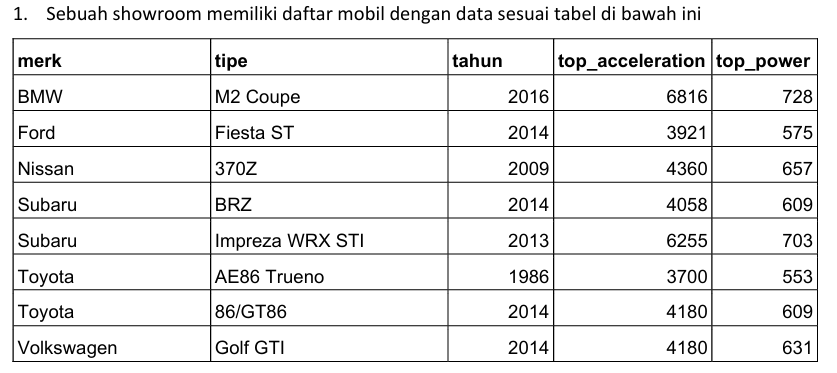 1. Sebuah showroom memiliki daftar mobil dengan data sesuai tabel di bawah ini
merk tipe tahun top_acceleration top_power
BMW M2 Coupe 2016 6816 728
Ford Fiesta ST 2014 3921 575
Nissan 370Z 2009 4360 657
Subaru BRZ 2014 4058 609
Subaru Impreza WRX STI 2013 6255 703
Toyota AE86 Trueno 1986 3700 553
Toyota 86/GT86 2014 4180 609
Volkswagen Golf GTI 2014 4180 631